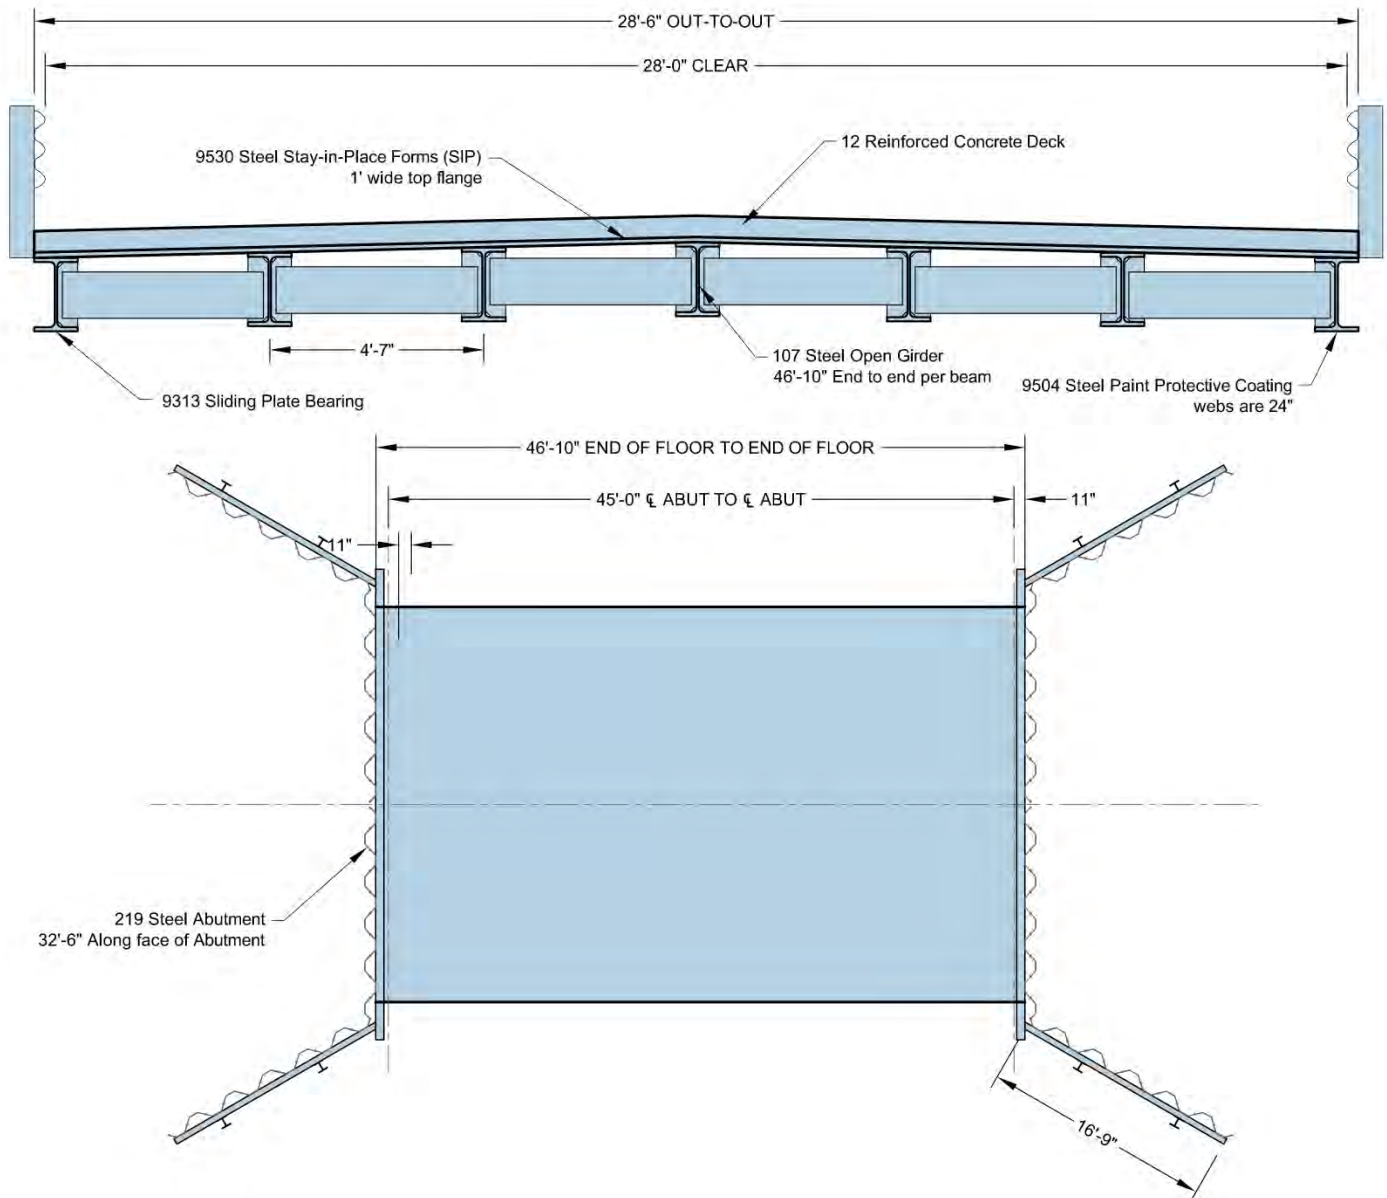 28'-6" OUT-TO-OUT
28'-0" CLEAR
12 Reinforced Concrete Deck
9530 Steel Stay-in-Place Forms (SIP)
1' wide top flange
4'-7"
107 Steel Open Girder
46'-10" End to end per beam
9504 Steel Paint Protective Coating
webs are 24"
9313 Sliding Plate Bearing
46'-10" END OF FLOOR TO END OF FLOOR
45'-0" ℄ ABUT TO ℄ ABUT
11"
11"
219 Steel Abutment
32'-6" Along face of Abutment
16'-9"